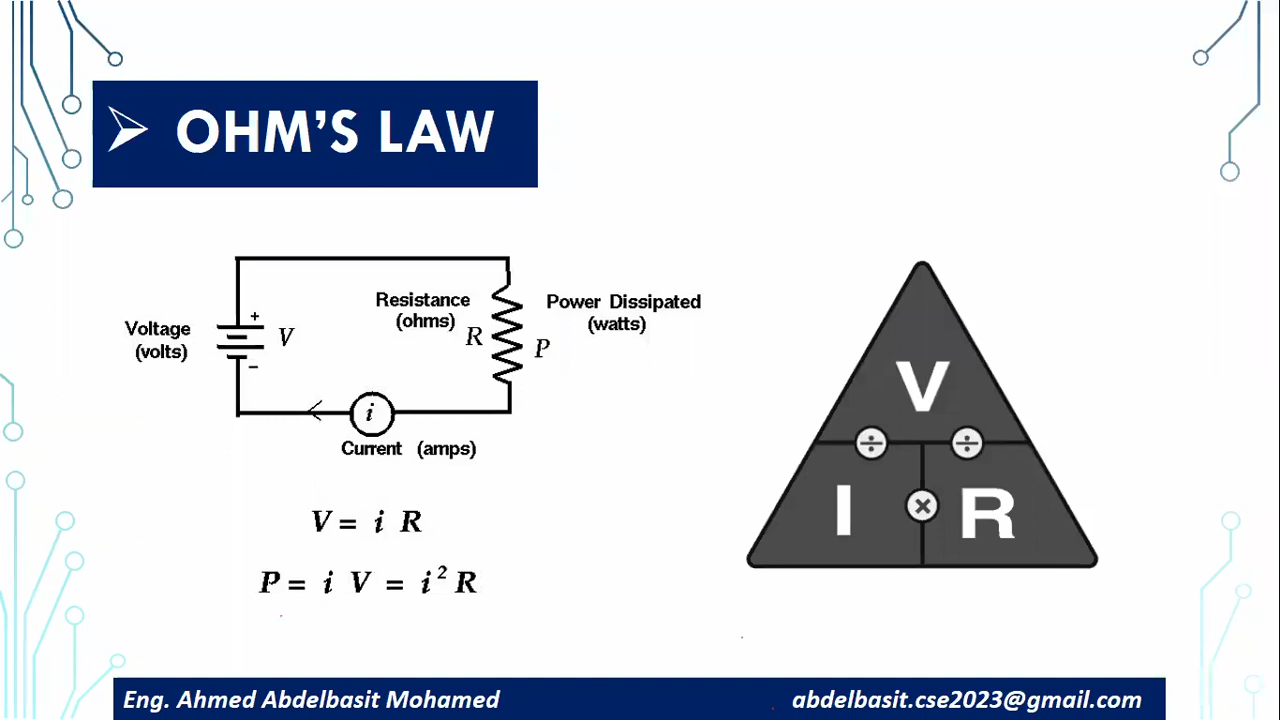 OHM'S LAW
Resistance
(ohms)
Power Dissipated
(watts)
Voltage
(volts)
+
V
R
P
–
i
Current (amps)
V = i R
P = i V = i² R
V
÷ ÷
I × R
Eng. Ahmed Abdelbasit Mohamed
abdelbasit.cse2023@gmail.com